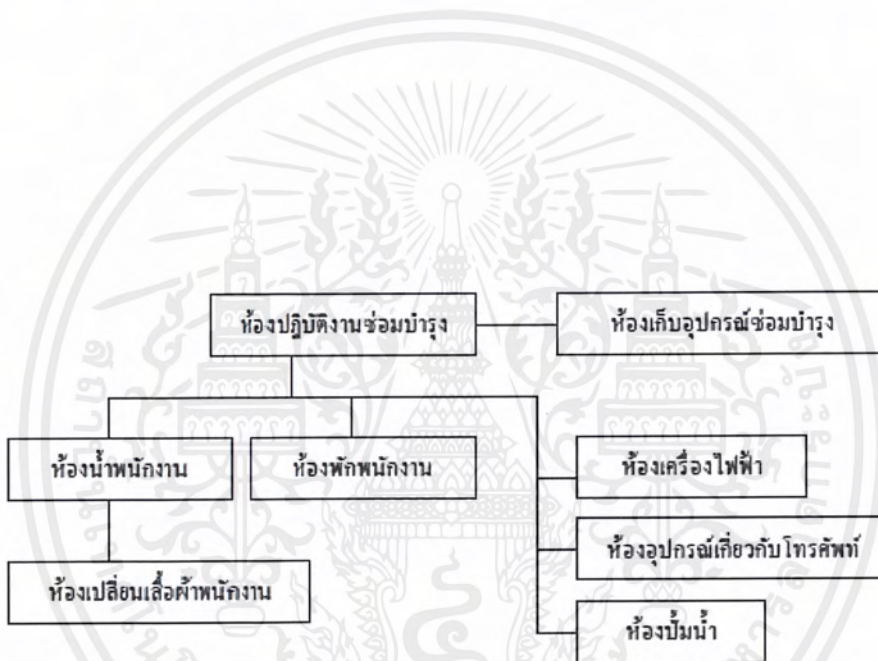 ห้องปฏิบัติงานซ่อมบำรุง
ห้องเก็บอุปกรณ์ซ่อมบำรุง
ห้องน้ำพนักงาน
ห้องพักพนักงาน
ห้องเครื่องไฟฟ้า
ห้องอุปกรณ์เกี่ยวกับโทรศัพท์
ห้องเปลี่ยนเสื้อผ้าพนักงาน
ห้องปั้มน้ำ